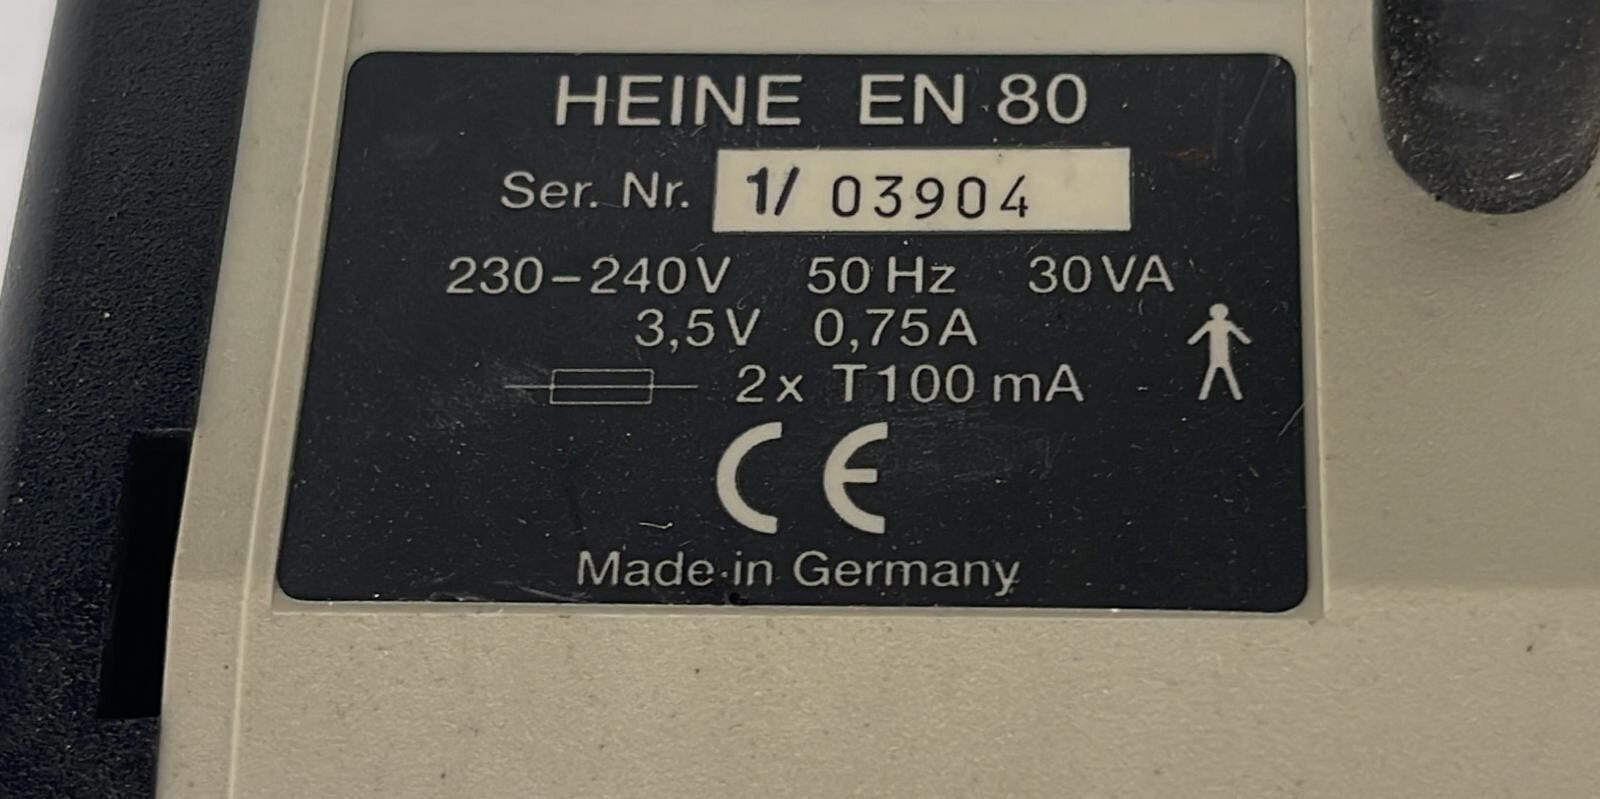 HEINE EN 80
Ser. Nr. 1/ 03904
230-240V 50 Hz 30VA
3,5V 0,75A
2x T100 mA
CE
Made in Germany